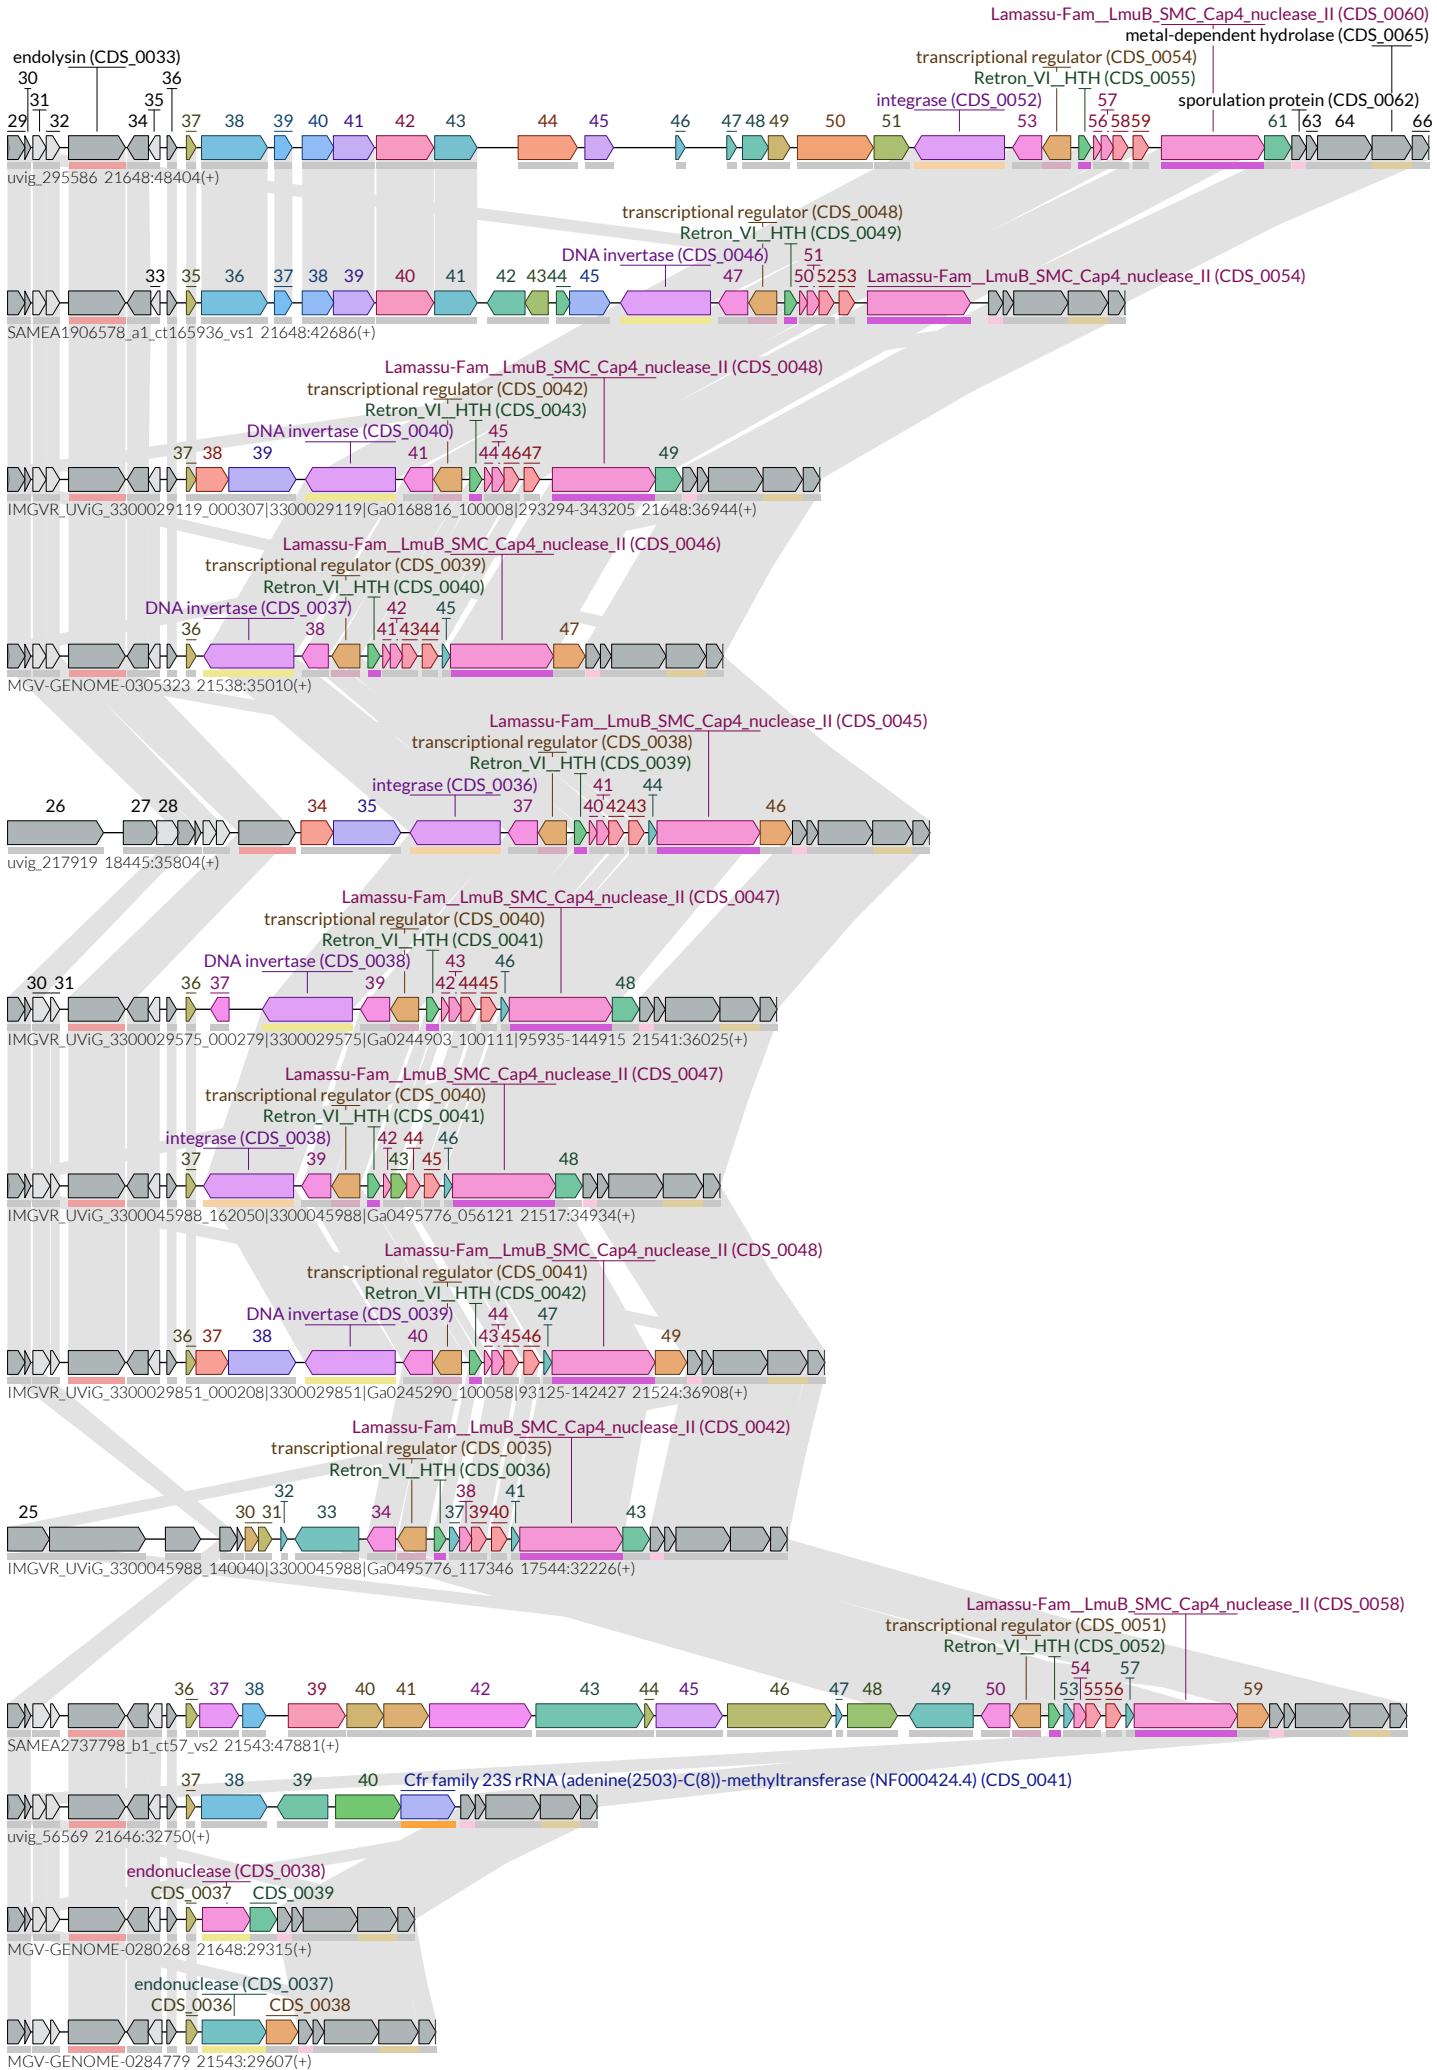 Lamassu-Fam__LmuB_SMC_Cap4_nuclease_II (CDS_0060)
metal-dependent hydrolase (CDS_0065)
endolysin (CDS_0033) transcriptional regulator (CDS_0054)
30 36 Retron_VI__HTH (CDS_0055)
31 35 integrase (CDS_0052) 57 sporulation protein (CDS_0062)
29 32 34 37 38 39 40 41 42 43 44 45 46 47 48 49 50 51 53 56 58 59 61 63 64 66
uvig_295586 21648:48404(+)
transcriptional regulator (CDS_0048)
Retron_VI__HTH (CDS_0049)
DNA invertase (CDS_0046) 51
33 35 36 37 38 39 40 41 42 43 44 45 47 50 52 53 Lamassu-Fam__LmuB_SMC_Cap4_nuclease_II (CDS_0054)
SAMEA1906578_a1_ct165936_vs1 21648:42686(+)
Lamassu-Fam__LmuB_SMC_Cap4_nuclease_II (CDS_0048)
transcriptional regulator (CDS_0042)
Retron_VI__HTH (CDS_0043)
DNA invertase (CDS_0040) 45
37 38 39 41 44 46 47 49
IMGVR_UViG_3300029119_000307|3300029119|Ga0168816_100008|293294-343205 21648:36944(+)
Lamassu-Fam__LmuB_SMC_Cap4_nuclease_II (CDS_0046)
transcriptional regulator (CDS_0039)
Retron_VI__HTH (CDS_0040)
DNA invertase (CDS_0037) 42 45
36 38 41 43 44 47
MGV-GENOME-0305323 21538:35010(+)
Lamassu-Fam__LmuB_SMC_Cap4_nuclease_II (CDS_0045)
transcriptional regulator (CDS_0038)
Retron_VI__HTH (CDS_0039)
integrase (CDS_0036) 41 44
26 27 28 34 35 37 40 42 43 46
uvig_217919 18445:35804(+)
Lamassu-Fam__LmuB_SMC_Cap4_nuclease_II (CDS_0047)
transcriptional regulator (CDS_0040)
Retron_VI__HTH (CDS_0041)
DNA invertase (CDS_0038) 43 46
30 31 36 37 39 42 44 45 48
IMGVR_UViG_3300029575_000279|3300029575|Ga0244903_100111|95935-144915 21541:36025(+)
Lamassu-Fam__LmuB_SMC_Cap4_nuclease_II (CDS_0047)
transcriptional regulator (CDS_0040)
Retron_VI__HTH (CDS_0041)
integrase (CDS_0038) 42 44 46
37 39 43 45 48
IMGVR_UViG_3300045988_162050|3300045988|Ga0495776_056121 21517:34934(+)
Lamassu-Fam__LmuB_SMC_Cap4_nuclease_II (CDS_0048)
transcriptional regulator (CDS_0041)
Retron_VI__HTH (CDS_0042)
DNA invertase (CDS_0039) 44 47
36 37 38 40 43 45 46 49
IMGVR_UViG_3300029851_000208|3300029851|Ga0245290_100058|93125-142427 21524:36908(+)
Lamassu-Fam__LmuB_SMC_Cap4_nuclease_II (CDS_0042)
transcriptional regulator (CDS_0035)
Retron_VI__HTH (CDS_0036)
32 38 41
25 30 31 33 34 37 39 40 43
IMGVR_UViG_3300045988_140040|3300045988|Ga0495776_117346 17544:32226(+)
Lamassu-Fam__LmuB_SMC_Cap4_nuclease_II (CDS_0058)
transcriptional regulator (CDS_0051)
Retron_VI__HTH (CDS_0052)
54 57
36 37 38 39 40 41 42 43 44 45 46 47 48 49 50 53 55 56 59
SAMEA2737798_b1_ct57_vs2 21543:47881(+)
37 38 39 40 Cfr family 23S rRNA (adenine(2503)-C(8))-methyltransferase (NF000424.4) (CDS_0041)
uvig_56569 21646:32750(+)
endonuclease (CDS_0038)
CDS_0037 CDS_0039
MGV-GENOME-0280268 21648:29315(+)
endonuclease (CDS_0037)
CDS_0036 CDS_0038
MGV-GENOME-0284779 21543:29607(+)